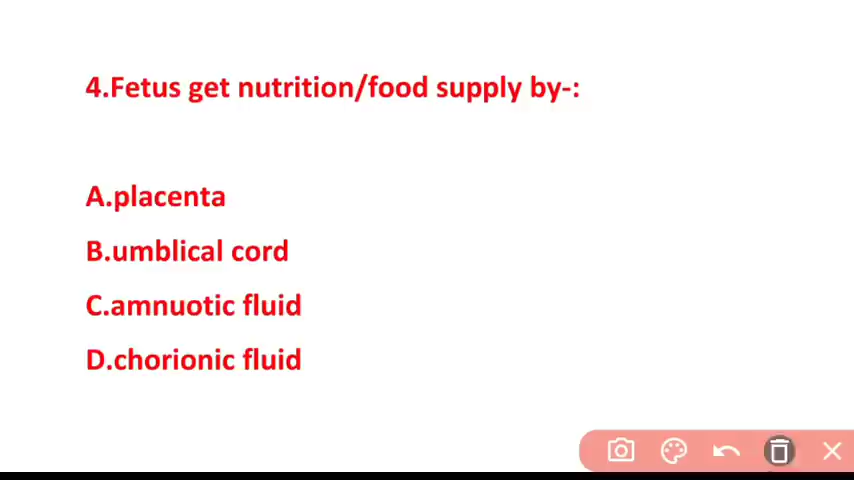 4.Fetus get nutrition/food supply by-:
A.placenta
B.umblical cord
C.amnuotic fluid
D.chorionic fluid